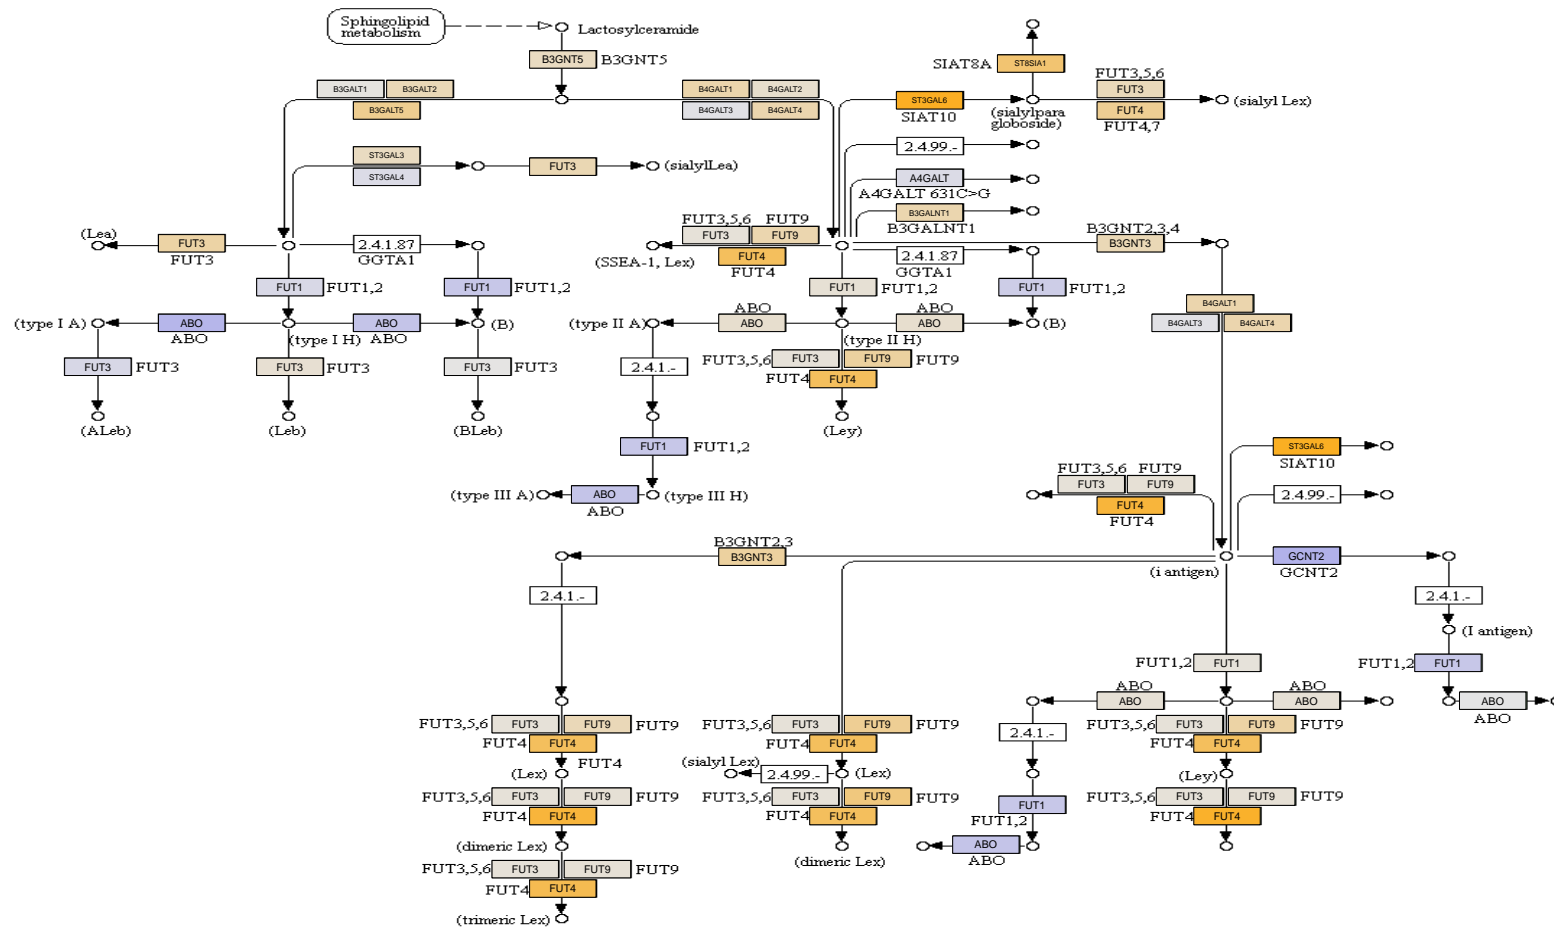 Sphingolipid
metabolism
Lactosylceramide
B3GNT5 B3GNT5
SIAT8A ST8SIA1
B3GALT1 B3GALT2
B3GALT5
B4GALT1 B4GALT2
B4GALT3 B4GALT4
ST3GAL6
SIAT10
(sialylpara
globoside)
FUT3,5,6
FUT3
FUT4
FUT4,7
(sialyl Lex)
2.4.99.-
ST3GAL3
ST3GAL4
FUT3
(sialylLea)
A4GALT
A4GALT 631C>G
B3GALNT1
B3GALNT1
(Lea)
FUT3
FUT3
2.4.1.87
GGTA1
FUT3,5,6 FUT9
FUT3 FUT9
FUT4
FUT4
(SSEA-1, Lex)
2.4.1.87
GGTA1
B3GNT2,3,4
B3GNT3
FUT1 FUT1,2
FUT1 FUT1,2
FUT1 FUT1,2
FUT1 FUT1,2
B4GALT1
B4GALT3 B4GALT4
(type I A)
ABO
ABO
(type I H)
ABO
ABO
(B)
(type II A)
ABO
ABO
(type II H)
ABO
ABO
(B)
FUT3 FUT3
FUT3 FUT3
FUT3 FUT3
2.4.1.-
FUT3,5,6 FUT3 FUT9 FUT9
FUT4 FUT4
(ALeb)
(Leb)
(BLeb)
(Ley)
FUT1 FUT1,2
ST3GAL6
SIAT10
(type III A)
ABO
ABO
(type III H)
FUT3,5,6 FUT9
FUT3 FUT9
FUT4
FUT4
2.4.99.-
B3GNT2,3
B3GNT3
(i antigen)
GCNT2
GCNT2
2.4.1.-
2.4.1.-
(I antigen)
FUT1,2 FUT1
FUT1,2 FUT1
ABO
ABO
ABO
ABO
ABO
ABO
FUT3,5,6 FUT3 FUT9 FUT9
FUT4 FUT4
FUT4
FUT3,5,6 FUT3 FUT9 FUT9
FUT4 FUT4
2.4.1.-
FUT3,5,6 FUT3 FUT9 FUT9
FUT4 FUT4
(Lex)
(sialyl Lex)
2.4.99.-
(Lex)
(Ley)
FUT3,5,6 FUT3 FUT9 FUT9
FUT4 FUT4
FUT3,5,6 FUT3 FUT9 FUT9
FUT4 FUT4
FUT1
FUT1,2
FUT3,5,6 FUT3 FUT9 FUT9
FUT4 FUT4
(dimeric Lex)
(dimeric Lex)
ABO
ABO
FUT3,5,6 FUT3 FUT9 FUT9
FUT4 FUT4
(trimeric Lex)